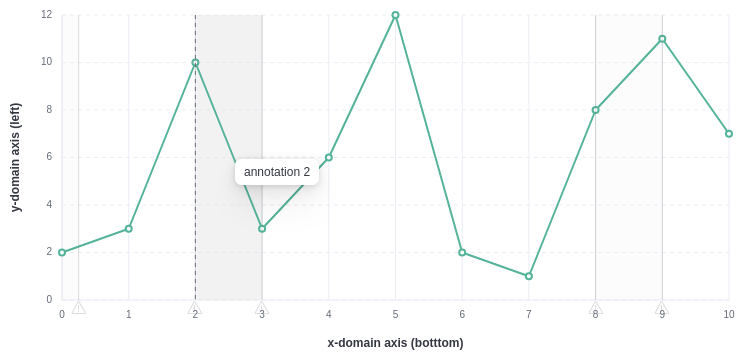 12
10
8
6
4
2
0
y-domain axis (left)
annotation 2
0 1 2 3 4 5 6 7 8 9 10
x-domain axis (botttom)